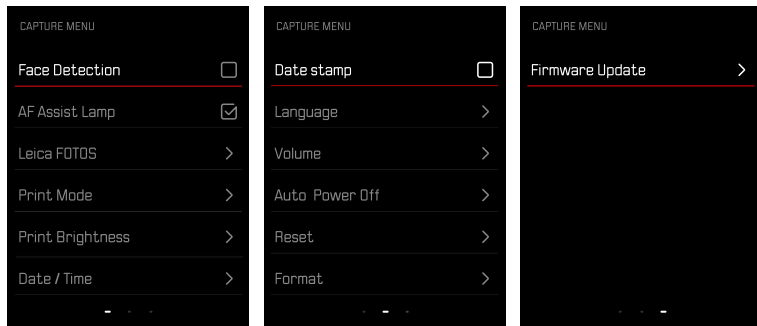 CAPTURE MENU
Face Detection
AF Assist Lamp
Leica FOTOS
Print Mode
Print Brightness
Date / Time
CAPTURE MENU
Date stamp
Language
Volume
Auto Power Off
Reset
Format
CAPTURE MENU
Firmware Update